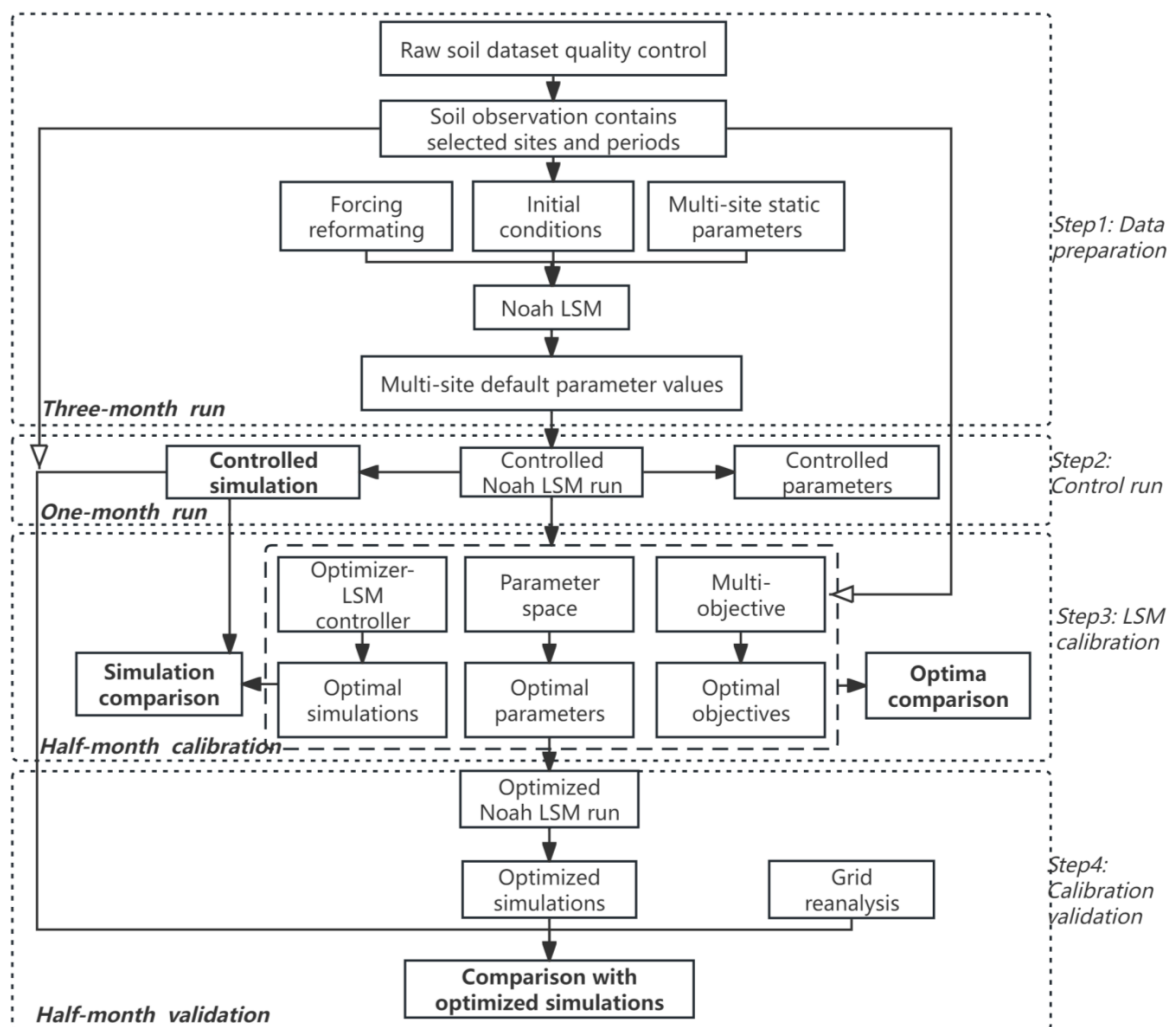 Raw soil dataset quality control
Soil observation contains
selected sites and periods
Forcing
reformating
Initial
conditions
Multi-site static
parameters
Step1: Data
preparation
Noah LSM
Multi-site default parameter values
Three-month run
Controlled
simulation
Controlled
Noah LSM run
Controlled
parameters
Step2:
Control run
One-month run
Optimizer-
LSM
controller
Parameter
space
Multi-
objective
Step3: LSM
calibration
Simulation
comparison
Optimal
simulations
Optimal
parameters
Optimal
objectives
Optima
comparison
Half-month calibration
Optimized
Noah LSM run
Optimized
simulations
Grid
reanalysis
Step4:
Calibration
validation
Comparison with
optimized simulations
Half-month validation